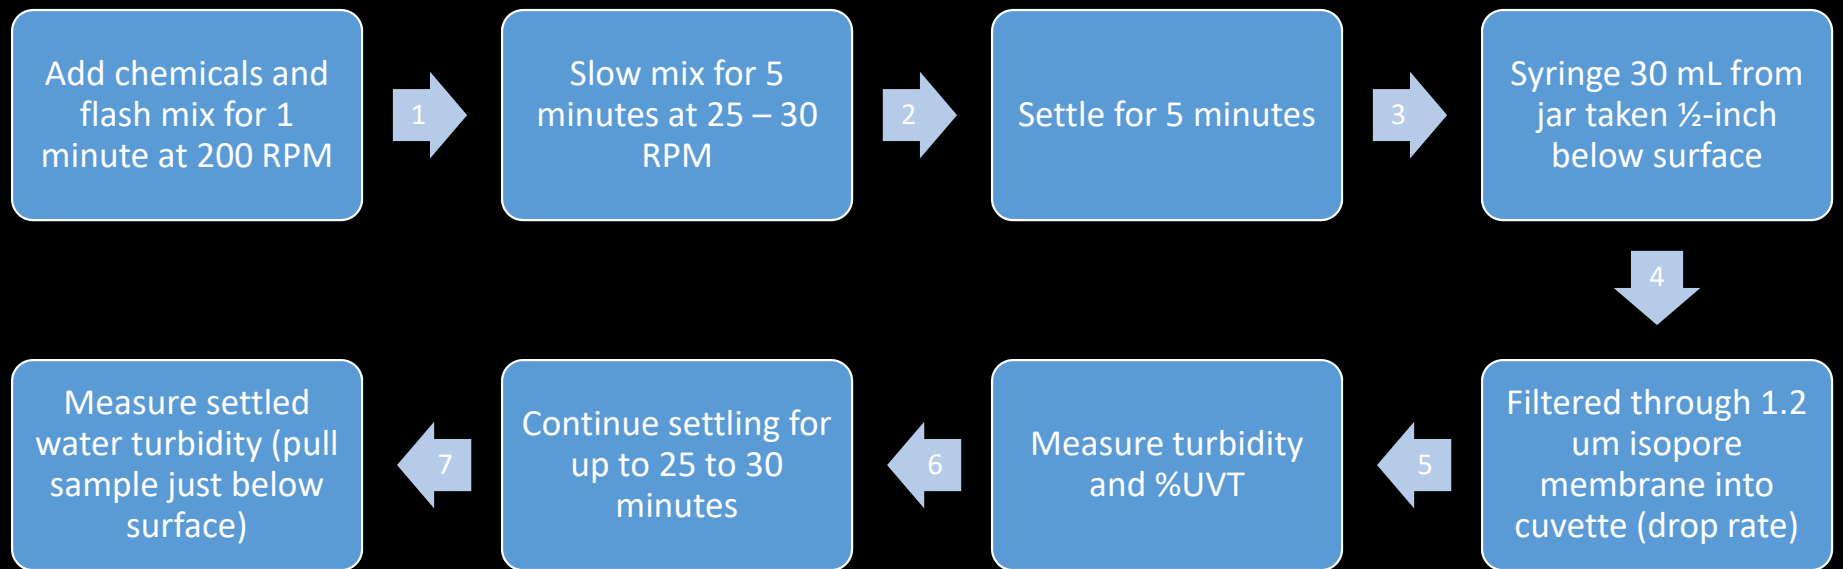 Add chemicals and
flash mix for 1
minute at 200 RPM
1
Slow mix for 5
minutes at 25 – 30
RPM
2
Settle for 5 minutes
3
Syringe 30 mL from
jar taken ½-inch
below surface
4
Filtered through 1.2
um isopore
membrane into
cuvette (drop rate)
5
Measure turbidity
and %UVT
6
Continue settling for
up to 25 to 30
minutes
7
Measure settled
water turbidity (pull
sample just below
surface)